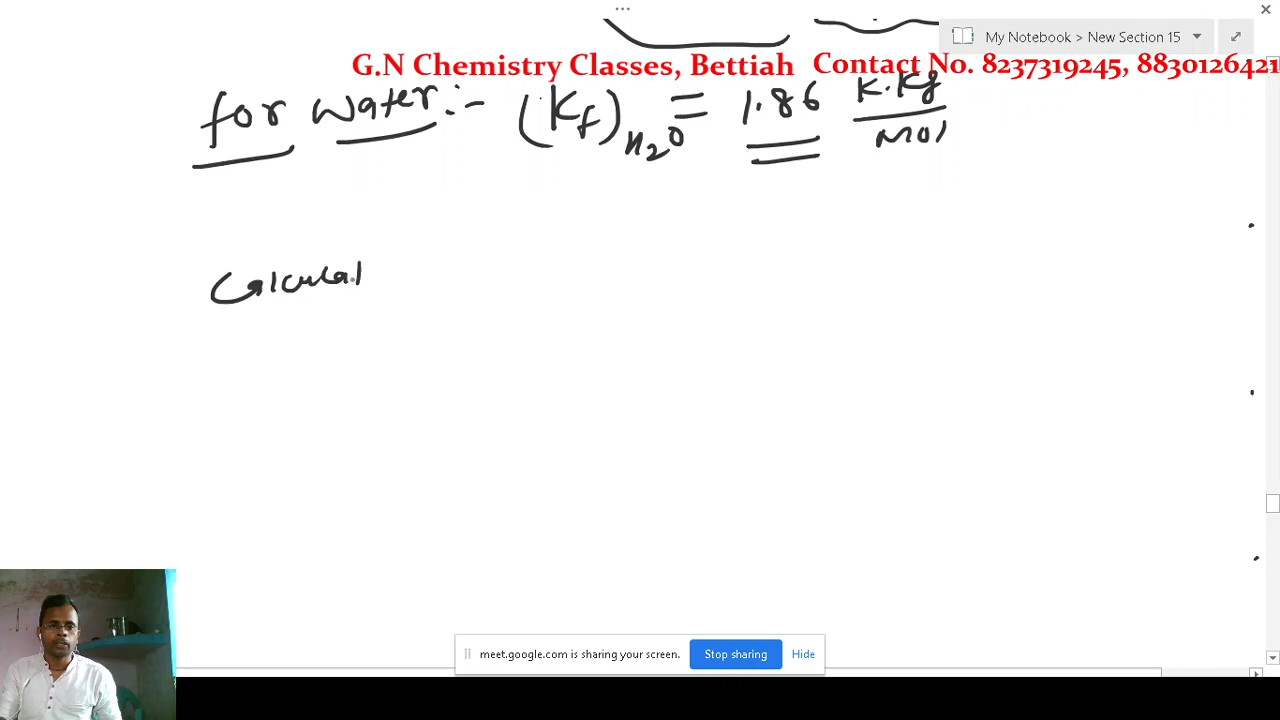 My Notebook > New Section 15
G.N Chemistry Classes, Bettiah Contact No. 8237319245, 8830126421
for water:- (Kf)H2O = 1.86 K.Kg/mol
Calculat
meet.google.com is sharing your screen. Stop sharing Hide